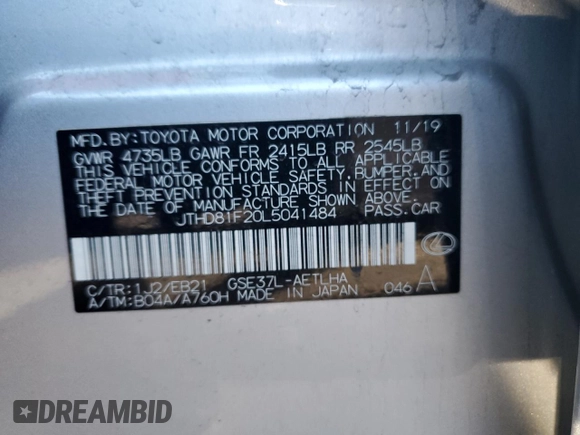 MFD. BY: TOYOTA MOTOR CORPORATION 11/19
GVWR 4735LB GAWR FR 2415LB RR 2545LB
THIS VEHICLE CONFORMS TO ALL APPLICABLE
FEDERAL MOTOR VEHICLE SAFETY, BUMPER, AND
THEFT PREVENTION STANDARDS IN EFFECT ON
THE DATE OF MANUFACTURE SHOWN ABOVE.
JTHD81F20L5041484 PASS. CAR
C/TR: 1J2/EB21 GSE37L-AETLHA
A/TM: B04A/A760H MADE IN JAPAN 046 A
DREAMBID